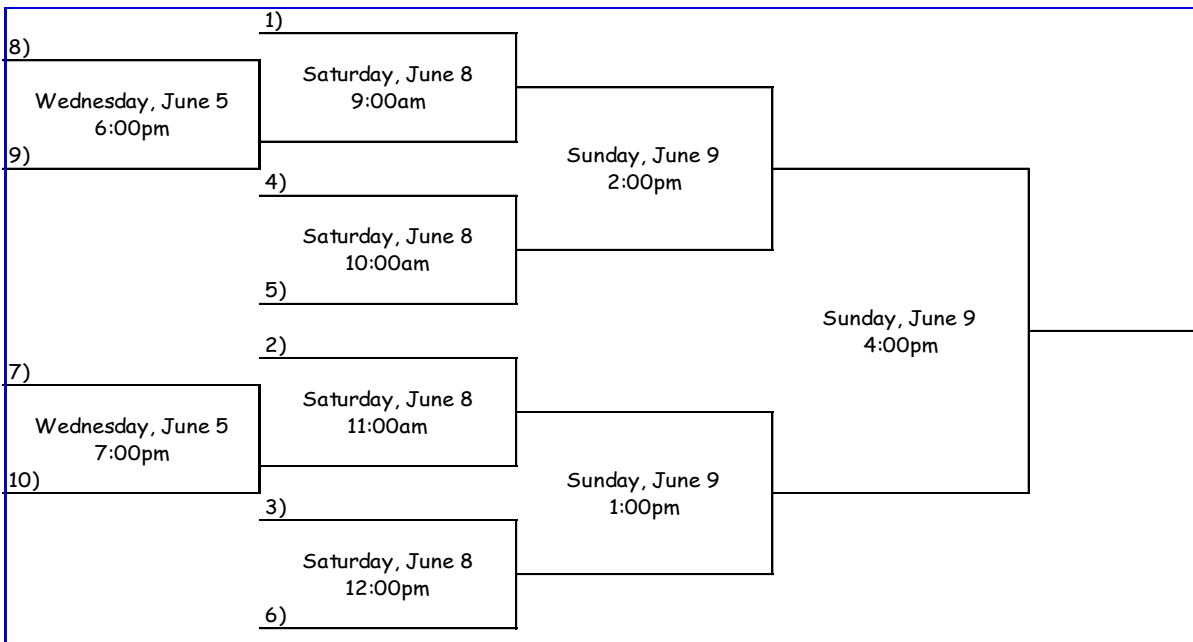 1)
8)
Saturday, June 8
9:00am
Wednesday, June 5
6:00pm
9)
Sunday, June 9
2:00pm
4)
Saturday, June 8
10:00am
5)
Sunday, June 9
4:00pm
2)
7)
Saturday, June 8
11:00am
Wednesday, June 5
7:00pm
10)
Sunday, June 9
1:00pm
3)
Saturday, June 8
12:00pm
6)